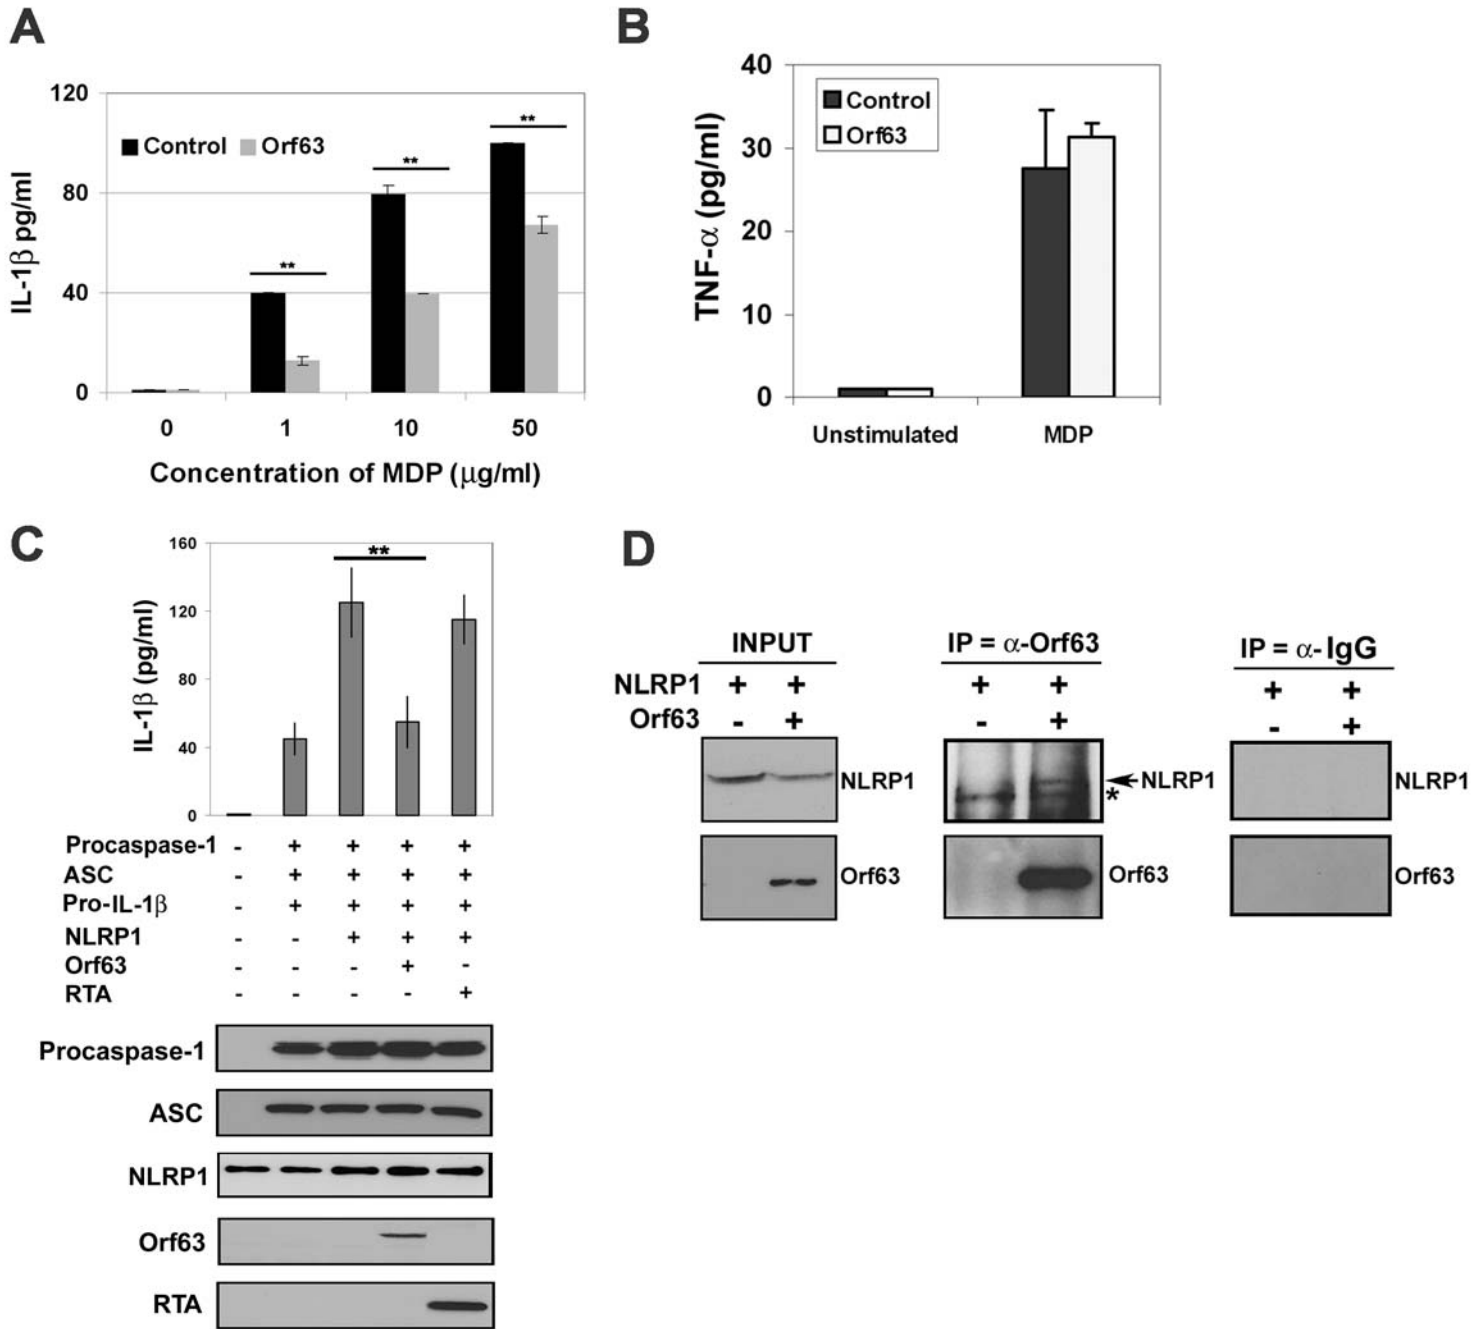 A
120
80
40
0
IL-1β pg/ml
Control Orf63
**
**
**
0 1 10 50
Concentration of MDP (μg/ml)
B
40
30
20
10
0
TNF-α (pg/ml)
Control
Orf63
Unstimulated MDP
C
160
120
80
40
0
IL-1β (pg/ml)
**
Procaspase-1 - + + + +
ASC - + + + +
Pro-IL-1β - + + + +
NLRP1 - - + + +
Orf63 - - - + -
RTA - - - - +
Procaspase-1
ASC
NLRP1
Orf63
RTA
D
INPUT
NLRP1 + +
Orf63 - +
NLRP1
Orf63
IP = α-Orf63
+ +
- +
NLRP1
*
Orf63
IP = α-IgG
+ +
- +
NLRP1
Orf63